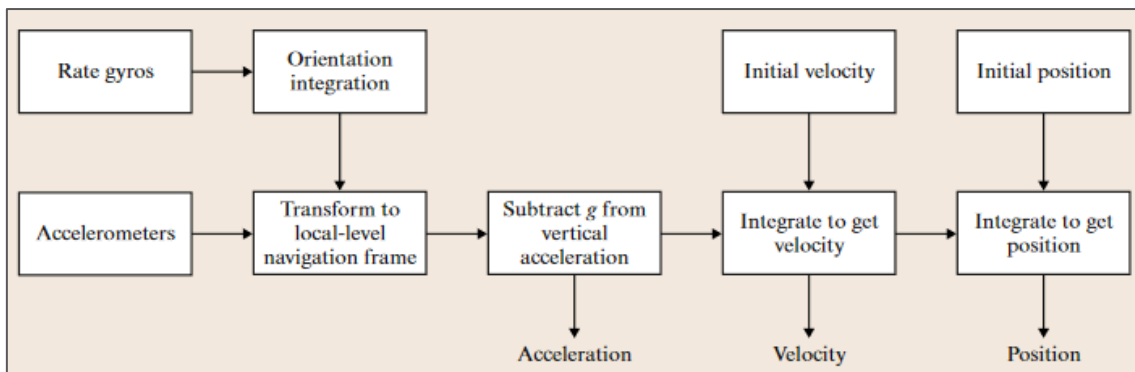 Rate gyros
Orientation
integration
Initial velocity
Initial position
Accelerometers
Transform to
local-level
navigation frame
Subtract g from
vertical
acceleration
Integrate to get
velocity
Integrate to get
position
Acceleration
Velocity
Position